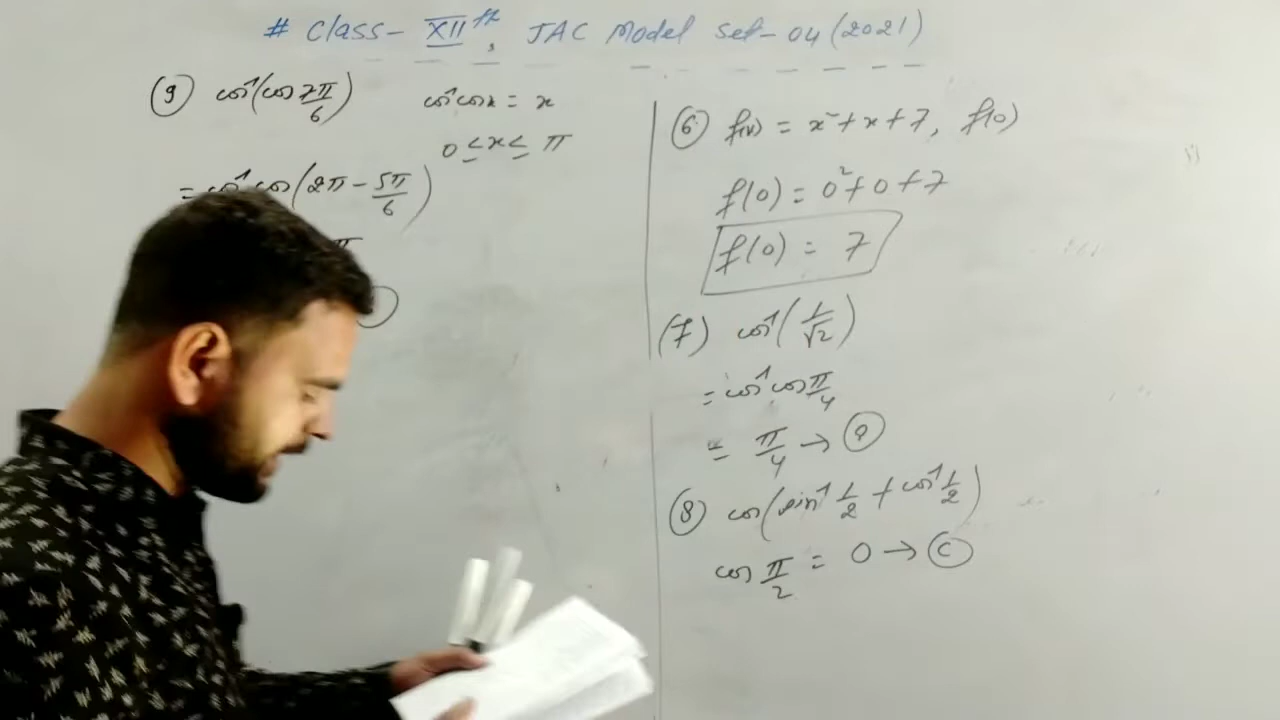 # Class- XIIth, JAC Model Set-04 (2021)
(9) cos⁻¹(cos 7π/6) cos⁻¹cosx = x
0 ≤ x ≤ π
= cos⁻¹cos(2π - 5π/6)
(6) f(x) = x² + x + 7, f(0)
f(0) = 0² + 0 + 7
f(0) = 7
(7) cos⁻¹(1/√2)
= cos⁻¹cos π/4
= π/4 →
(8) cos(sin⁻¹ 1/2 + cos⁻¹ 1/2)
cos π/2 = 0 → (c)